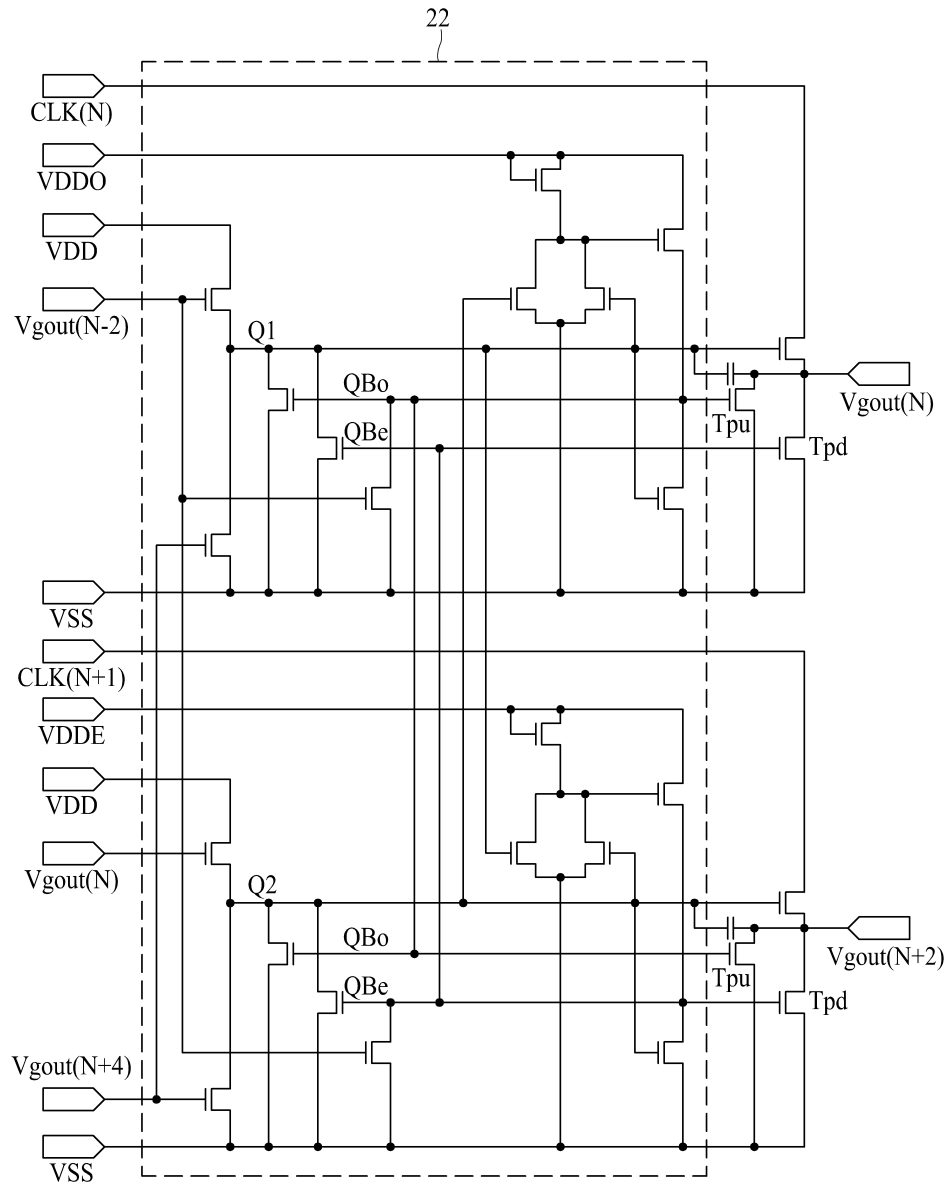 22
CLK(N)
VDDO
VDD
Vgout(N-2)
Q1
QBo
Vgout(N)
Tpu
QBe
Tpd
VSS
CLK(N+1)
VDDE
VDD
Vgout(N)
Q2
QBo
Vgout(N+2)
Tpu
QBe
Tpd
Vgout(N+4)
VSS